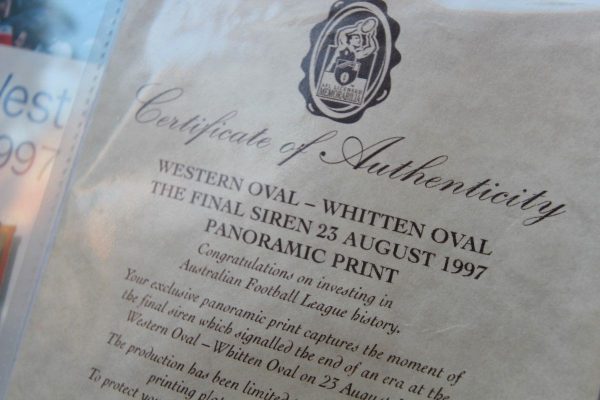 AFL LICENSED
MEMORABILIA
Certificate of Authenticity
WESTERN OVAL – WHITTEN OVAL
THE FINAL SIREN 23 AUGUST 1997
PANORAMIC PRINT
Congratulations on investing in
Australian Football League history.
Your exclusive panoramic print captures the moment of
the final siren which signalled the end of an era at the
Western Oval – Whitten Oval on 23
The production has been limited
printing
To protect